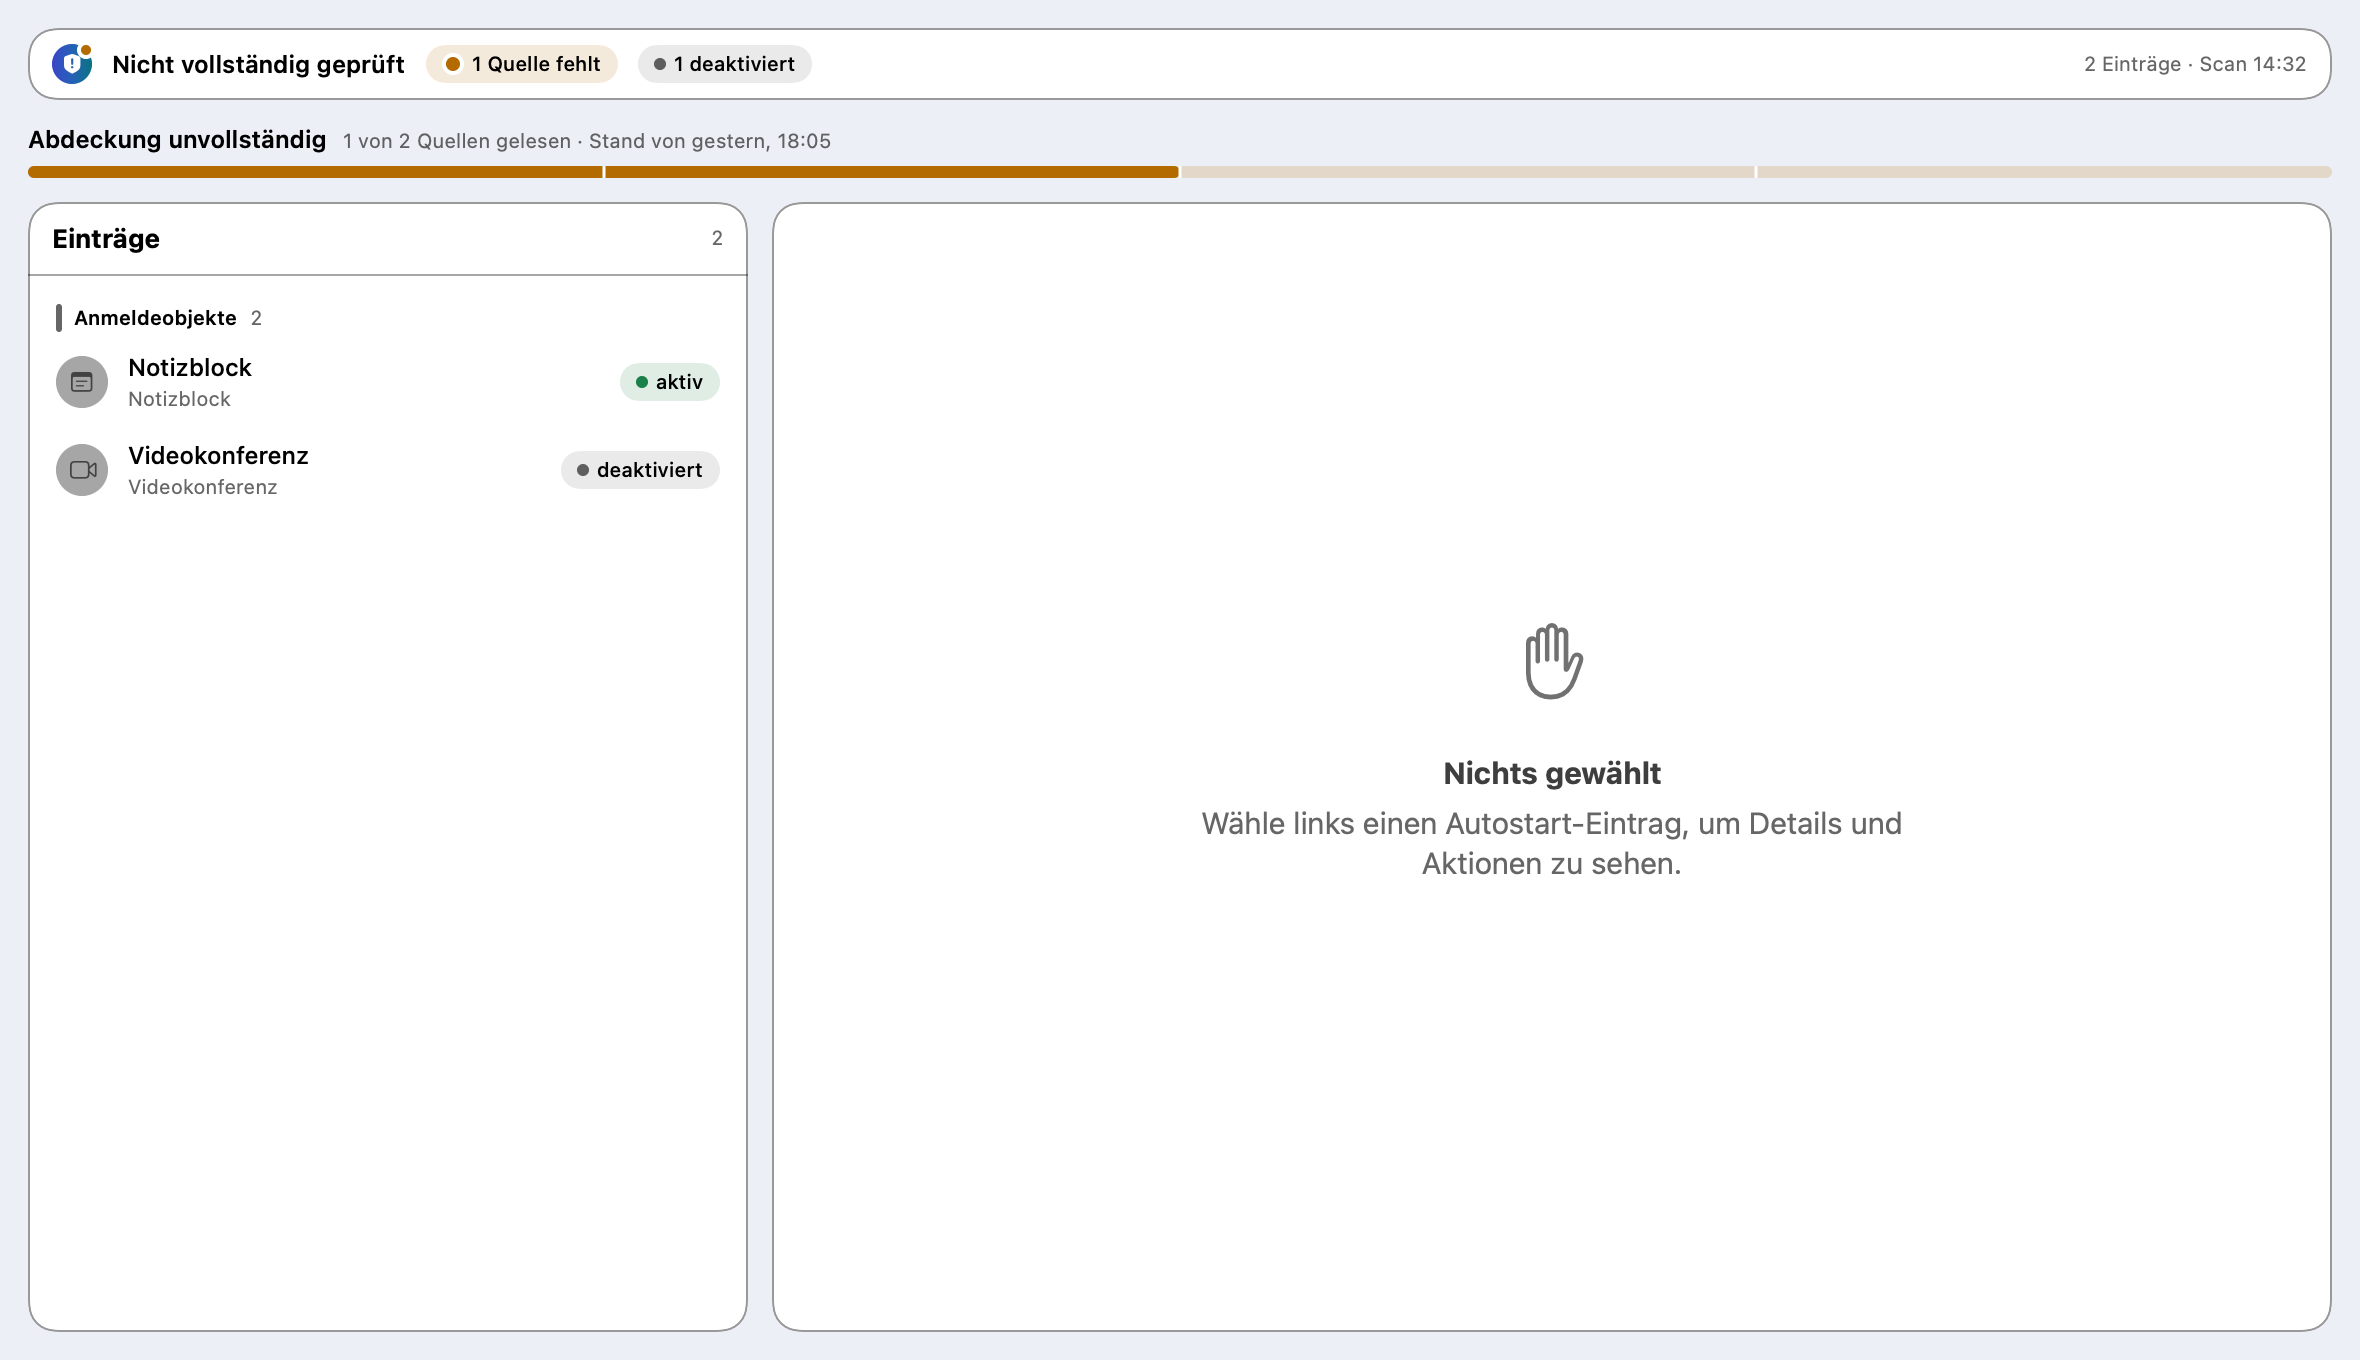 Nicht vollständig geprüft
1 Quelle fehlt
1 deaktiviert
2 Einträge · Scan 14:32
Abdeckung unvollständig
1 von 2 Quellen gelesen · Stand von gestern, 18:05
Einträge
2
Anmeldeobjekte 2
Notizblock
Notizblock
aktiv
Videokonferenz
Videokonferenz
deaktiviert
Nichts gewählt
Wähle links einen Autostart-Eintrag, um Details und
Aktionen zu sehen.